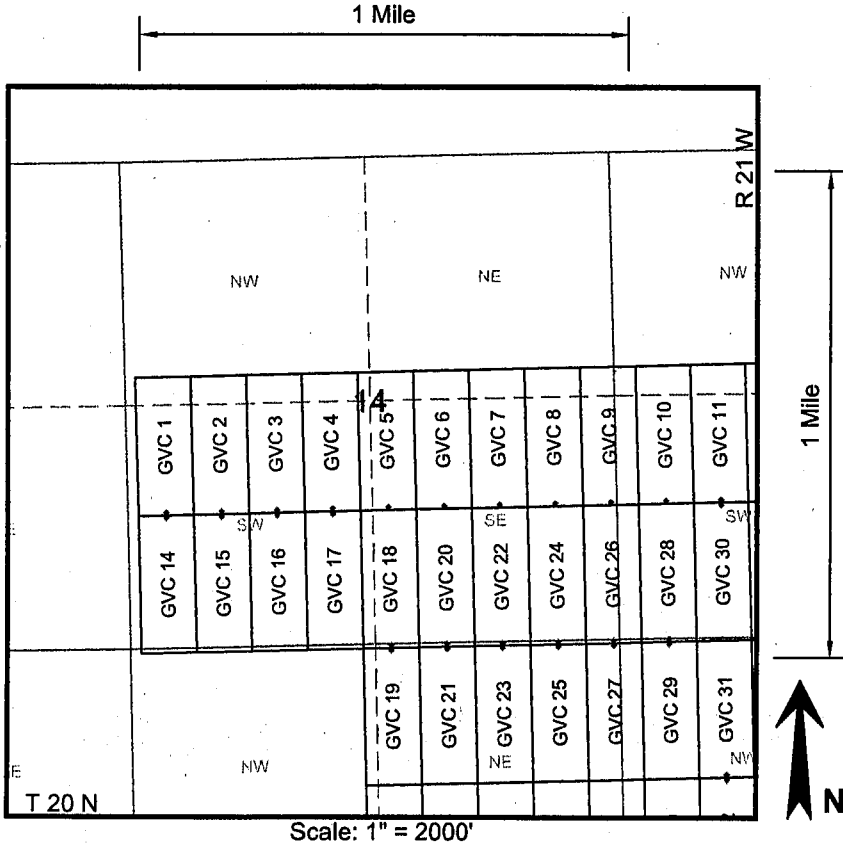 1 Mile
R 21 W
NW
NE
NW
1 Mile
14
GVC 1
GVC 2
GVC 3
GVC 4
GVC 5
GVC 6
GVC 7
GVC 8
GVC 9
GVC 10
GVC 11
SW
SE
SW
E
GVC 14
GVC 15
GVC 16
GVC 17
GVC 18
GVC 20
GVC 22
GVC 24
GVC 26
GVC 28
GVC 30
GVC 19
GVC 21
GVC 23
GVC 25
GVC 27
GVC 29
GVC 31
E
NW
NE
NW
T 20 N
N
Scale: 1" = 2000'